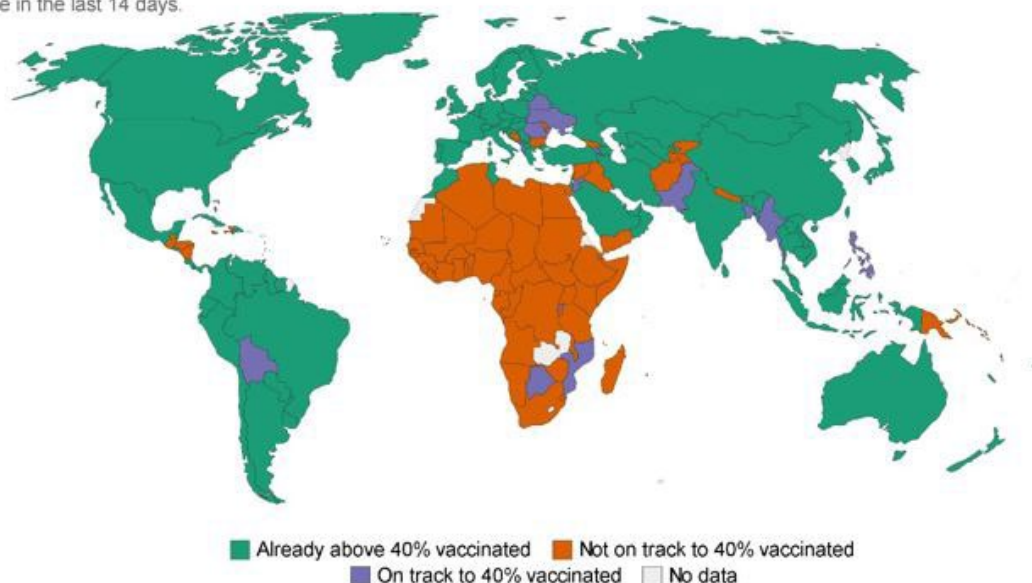 e in the last 14 days.
Already above 40% vaccinated Not on track to 40% vaccinated
On track to 40% vaccinated No data